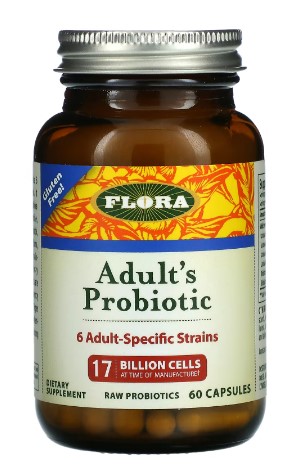 Gluten
Free!
FLORA
Adult's
Probiotic
6 Adult-Specific Strains
17 BILLION CELLS
AT TIME OF MANUFACTURE†
DIETARY
SUPPLEMENT
RAW PROBIOTICS 60 CAPSULES